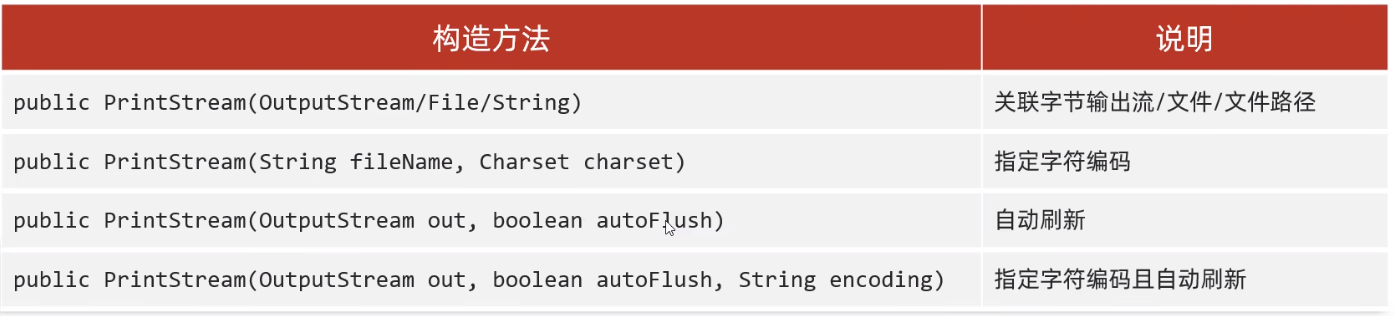 构造方法 说明
public PrintStream(OutputStream/File/String) 关联字节输出流/文件/文件路径
public PrintStream(String fileName, Charset charset) 指定字符编码
public PrintStream(OutputStream out, boolean autoFlush) 自动刷新
public PrintStream(OutputStream out, boolean autoFlush, String encoding) 指定字符编码且自动刷新